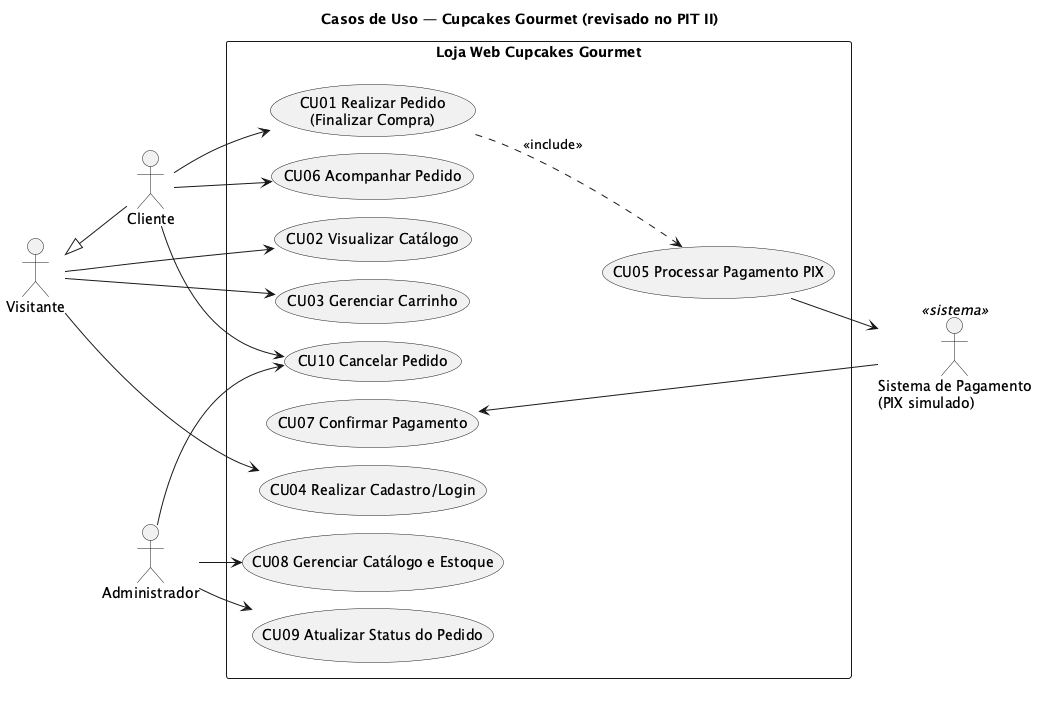 Casos de Uso — Cupcakes Gourmet (revisado no PIT II)
Loja Web Cupcakes Gourmet
CU01 Realizar Pedido
(Finalizar Compra)
«include»
CU06 Acompanhar Pedido
Cliente
CU02 Visualizar Catálogo
CU05 Processar Pagamento PIX
Visitante
CU03 Gerenciar Carrinho
«sistema»
CU10 Cancelar Pedido
Sistema de Pagamento
(PIX simulado)
CU07 Confirmar Pagamento
CU04 Realizar Cadastro/Login
CU08 Gerenciar Catálogo e Estoque
Administrador
CU09 Atualizar Status do Pedido